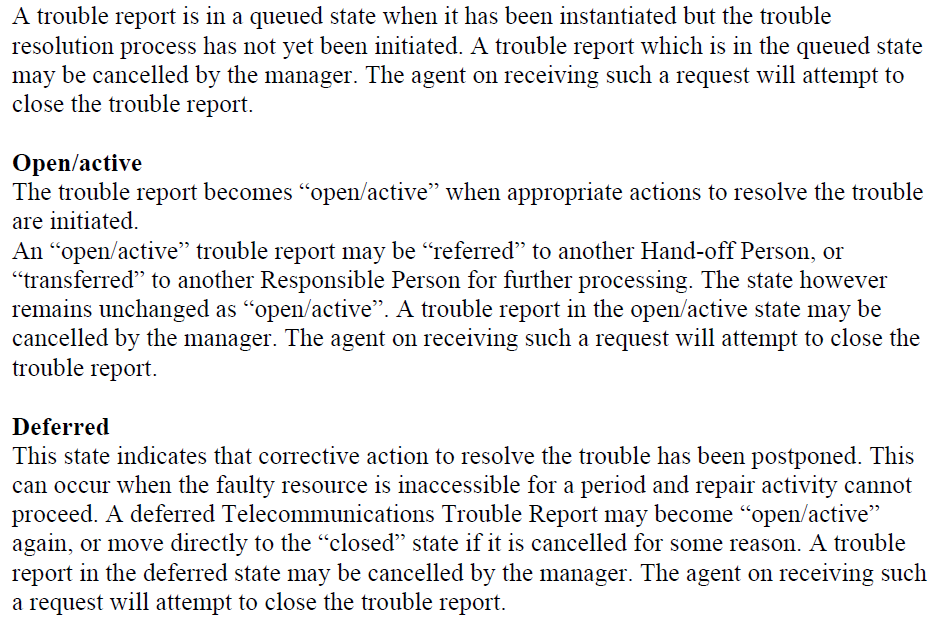 A trouble report is in a queued state when it has been instantiated but the trouble
resolution process has not yet been initiated. A trouble report which is in the queued state
may be cancelled by the manager. The agent on receiving such a request will attempt to
close the trouble report.
Open/active
The trouble report becomes “open/active” when appropriate actions to resolve the trouble
are initiated.
An “open/active” trouble report may be “referred” to another Hand-off Person, or
“transferred” to another Responsible Person for further processing. The state however
remains unchanged as “open/active”. A trouble report in the open/active state may be
cancelled by the manager. The agent on receiving such a request will attempt to close the
trouble report.
Deferred
This state indicates that corrective action to resolve the trouble has been postponed. This
can occur when the faulty resource is inaccessible for a period and repair activity cannot
proceed. A deferred Telecommunications Trouble Report may become “open/active”
again, or move directly to the “closed” state if it is cancelled for some reason. A trouble
report in the deferred state may be cancelled by the manager. The agent on receiving such
a request will attempt to close the trouble report.